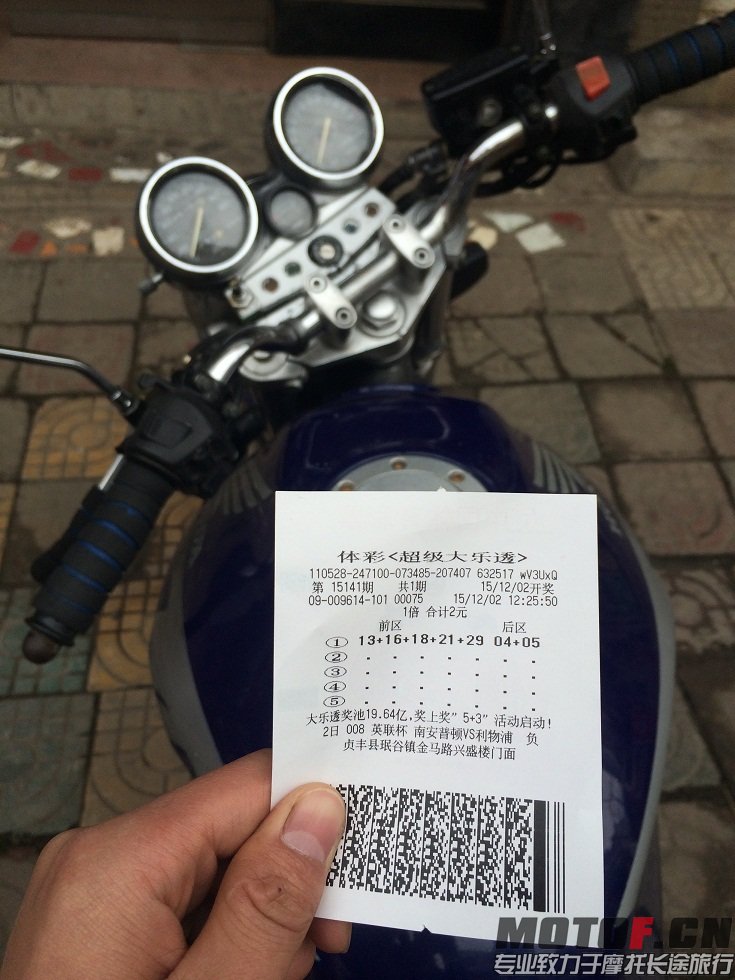 体彩<超级大乐透>
110528-247100-073485-207407 632517 wV3UxQ
第 15141期 共1期 15/12/02开奖
09-009614-101 00075 15/12/02 12:25:50
1倍 合计2元
前区 后区
① 13+16+18+21+29 04+05
② - - - - - - -
③ - - - - - - -
④ - - - - - - -
⑤ - - - - - - -
大乐透奖池19.64亿,奖上奖"5+3"活动启动!
2日 008 英联杯 南安普顿VS利物浦 负
贞丰县珉谷镇金马路兴盛楼门面
MOTOF.CN
专业致力于摩托长途旅行